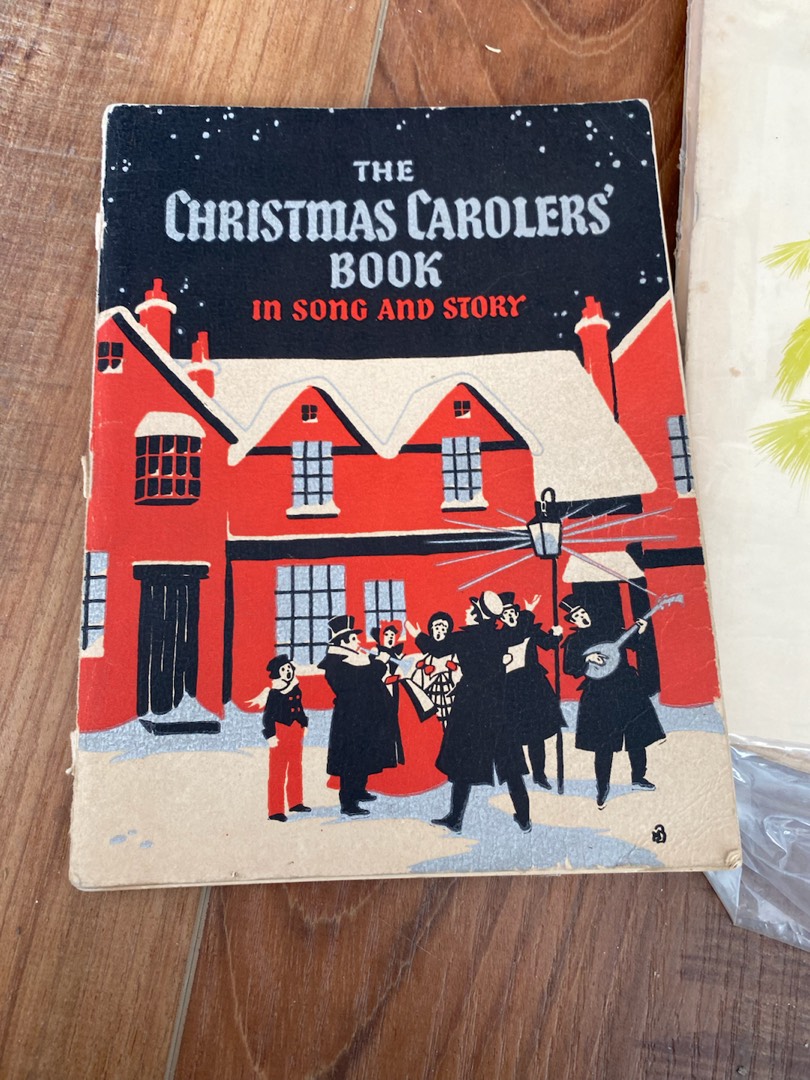 THE
CHRISTMAS CAROLERS'
BOOK
IN SONG AND STORY